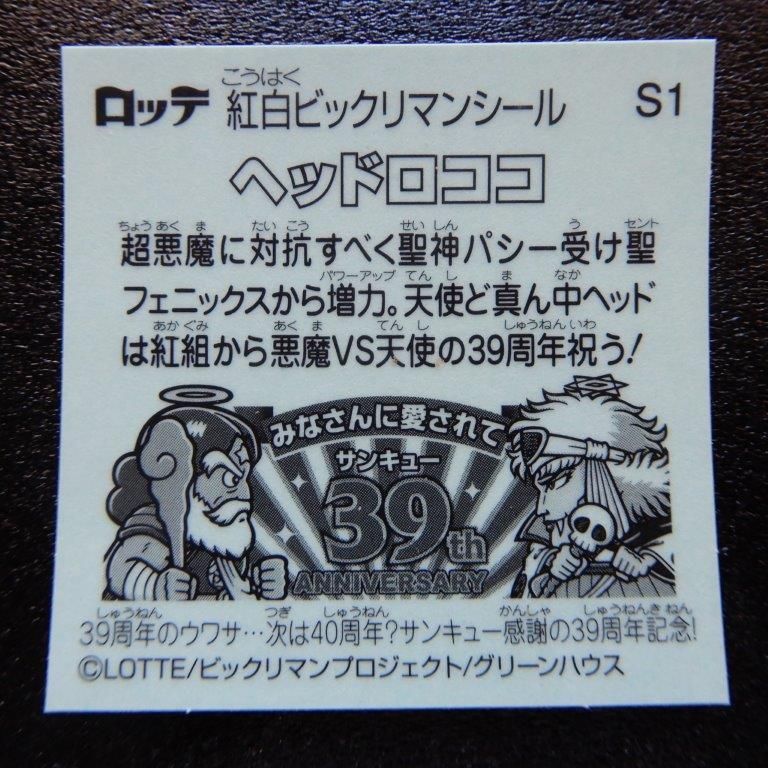 ロッテ 紅白ビックリマンシール S1
こうはく
ヘッドロココ
ちょうあくま たいこう せいしん う セント
超悪魔に対抗すべく聖神パシー受け聖
パワーアップ てんし ま なか
フェニックスから増力。天使ど真ん中ヘッド
あかぐみ あくま てんし しゅうねんいわ
は紅組から悪魔VS天使の39周年祝う!
みなさんに愛されて
サンキュー
39th
ANNIVERSARY
しゅうねん つぎ しゅうねん かんしゃ しゅうねんきねん
39周年のウワサ…次は40周年?サンキュー感謝の39周年記念!
©LOTTE/ビックリマンプロジェクト/グリーンハウス